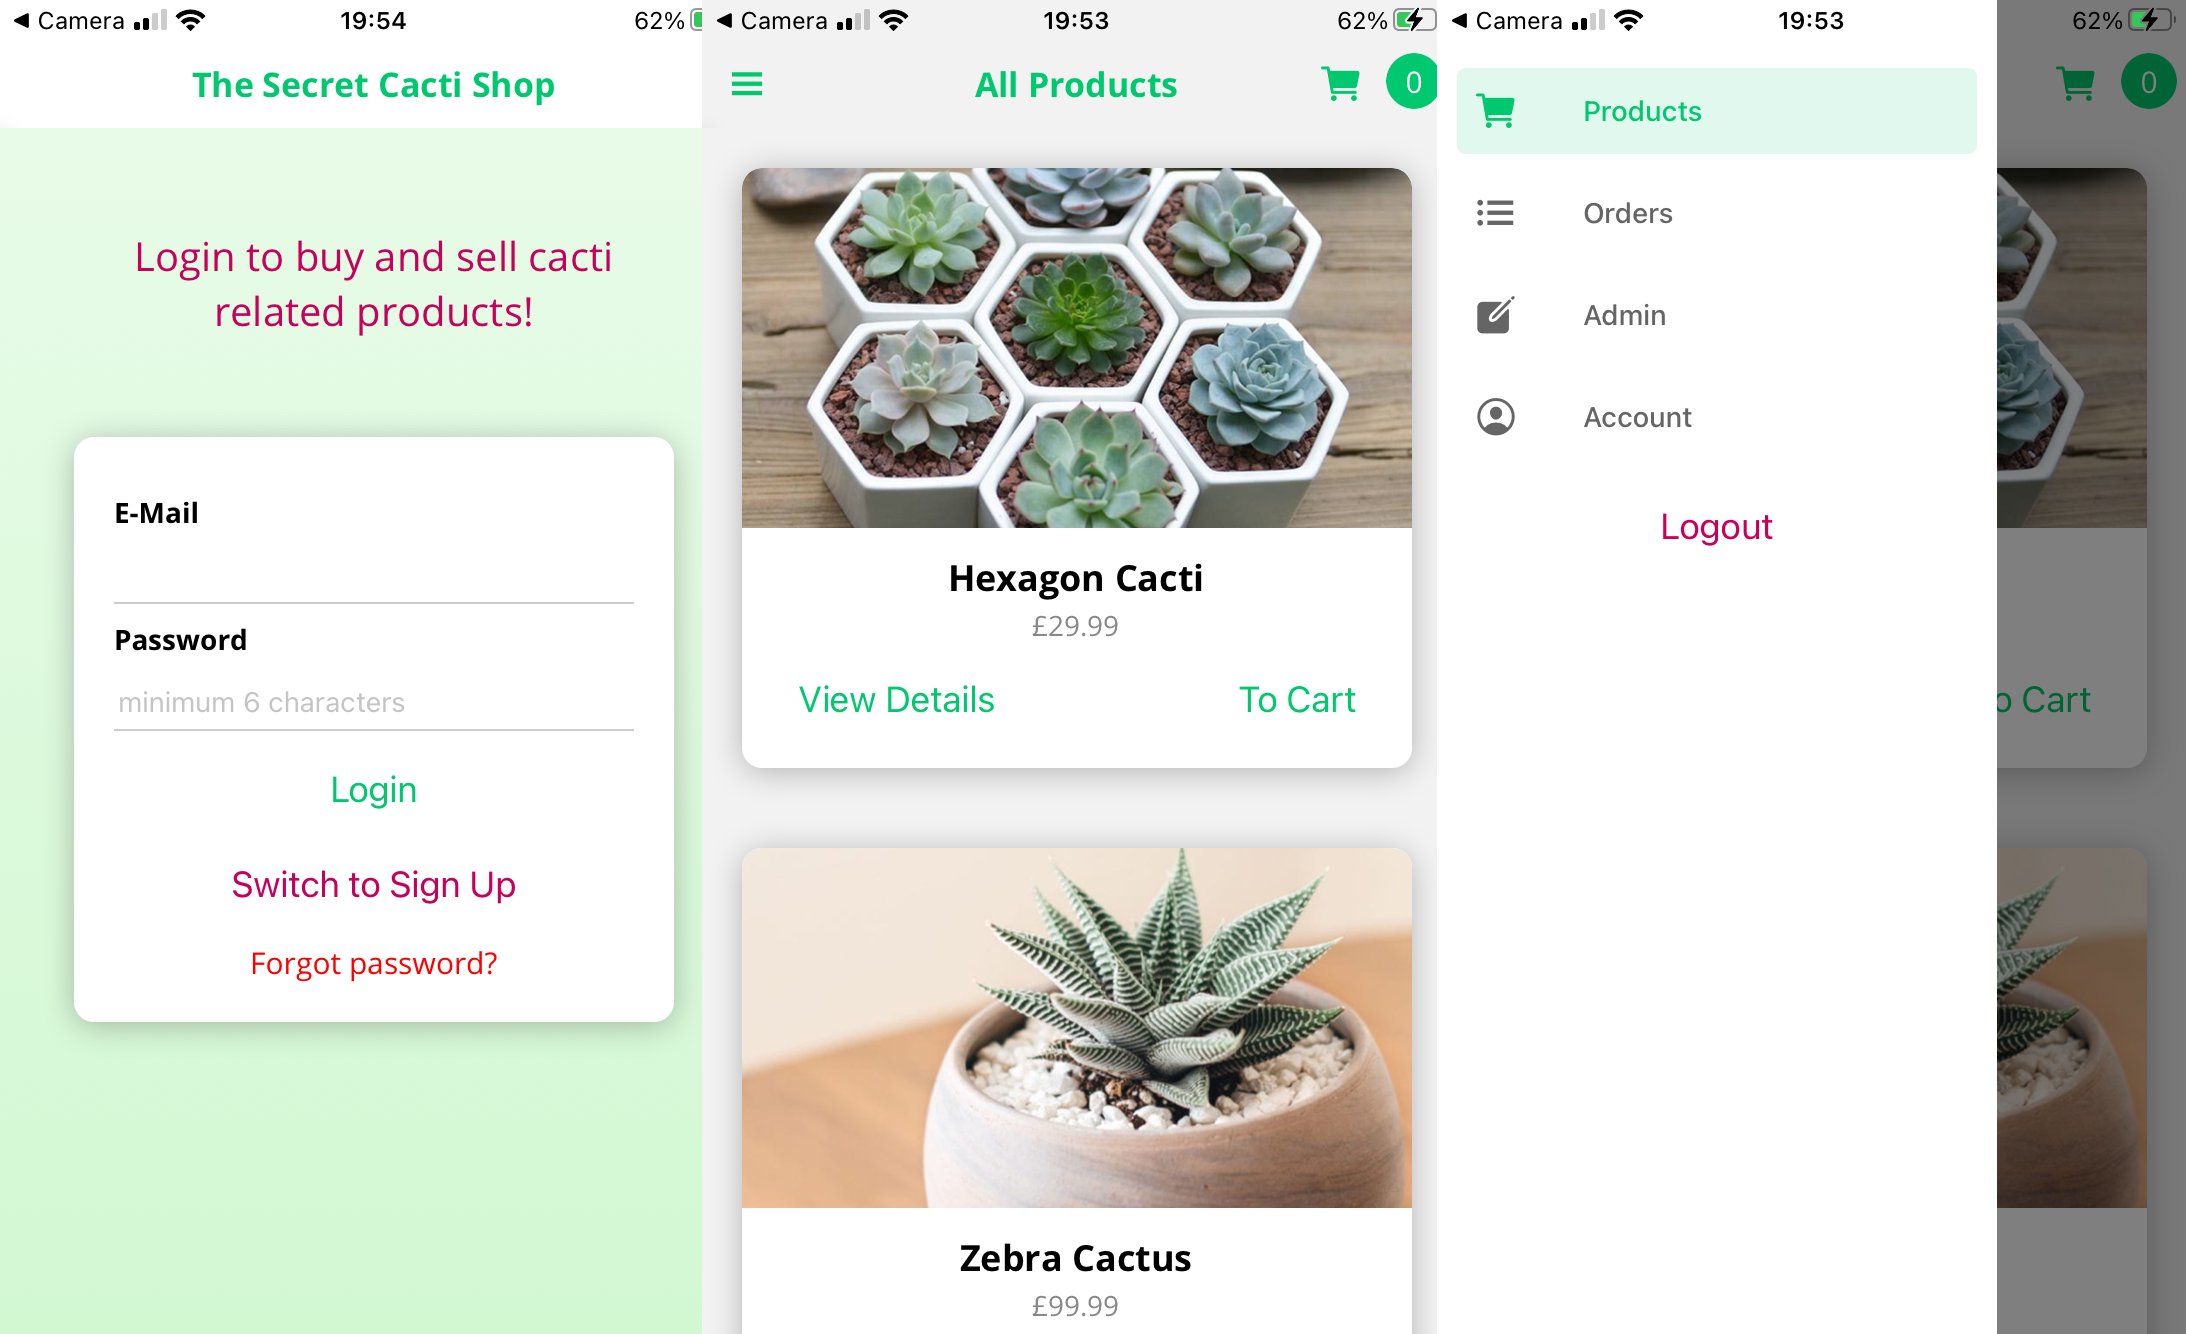 Camera 19:54 62%
The Secret Cacti Shop
Login to buy and sell cacti
related products!
E-Mail
Password
minimum 6 characters
Login
Switch to Sign Up
Forgot password?
Camera 19:53 62%
All Products 0
Hexagon Cacti
£29.99
View Details To Cart
Zebra Cactus
£99.99
Camera 19:53 62%
0
Products
Orders
Admin
Account
Logout
o Cart